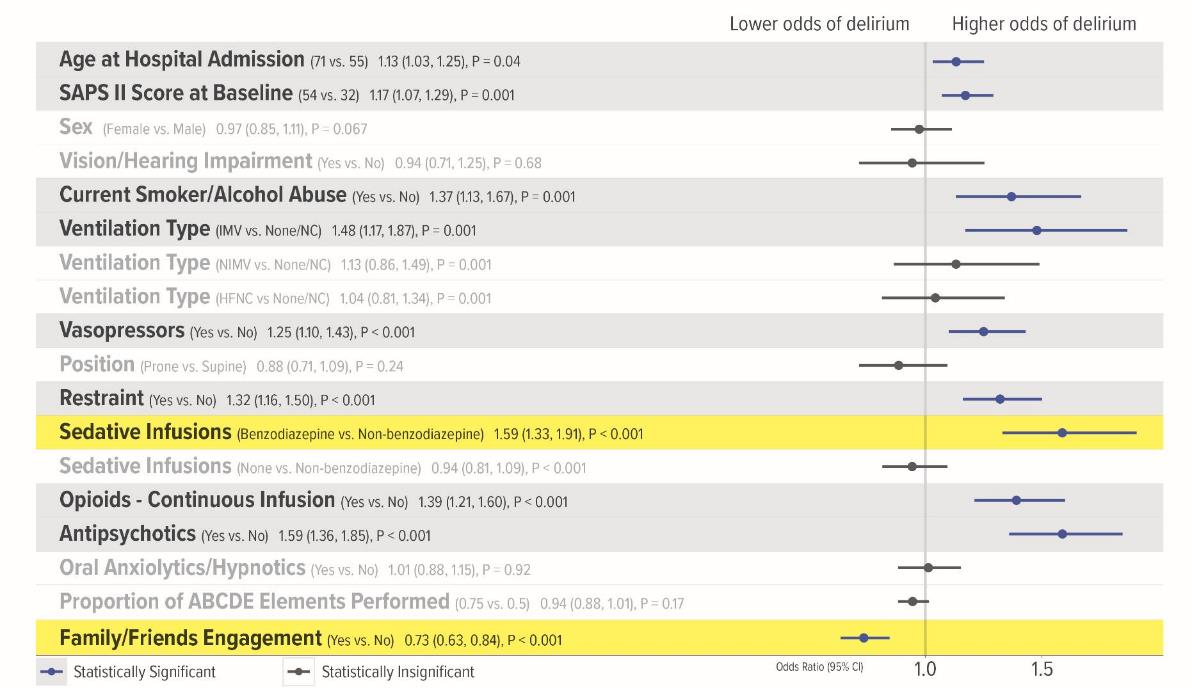 Lower odds of delirium Higher odds of delirium
Age at Hospital Admission (71 vs. 55) 1.13 (1.03, 1.25), P = 0.04
SAPS II Score at Baseline (54 vs. 32) 1.17 (1.07, 1.29), P = 0.001
Sex (Female vs. Male) 0.97 (0.85, 1.11), P = 0.067
Vision/Hearing Impairment (Yes vs. No) 0.94 (0.71, 1.25), P = 0.68
Current Smoker/Alcohol Abuse (Yes vs. No) 1.37 (1.13, 1.67), P = 0.001
Ventilation Type (IMV vs. None/NC) 1.48 (1.17, 1.87), P = 0.001
Ventilation Type (NIMV vs. None/NC) 1.13 (0.86, 1.49), P = 0.001
Ventilation Type (HFNC vs None/NC) 1.04 (0.81, 1.34), P = 0.001
Vasopressors (Yes vs. No) 1.25 (1.10, 1.43), P < 0.001
Position (Prone vs. Supine) 0.88 (0.71, 1.09), P = 0.24
Restraint (Yes vs. No) 1.32 (1.16, 1.50), P < 0.001
Sedative Infusions (Benzodiazepine vs. Non-benzodiazepine) 1.59 (1.33, 1.91), P < 0.001
Sedative Infusions (None vs. Non-benzodiazepine) 0.94 (0.81, 1.09), P < 0.001
Opioids - Continuous Infusion (Yes vs. No) 1.39 (1.21, 1.60), P < 0.001
Antipsychotics (Yes vs. No) 1.59 (1.36, 1.85), P < 0.001
Oral Anxiolytics/Hypnotics (Yes vs. No) 1.01 (0.88, 1.15), P = 0.92
Proportion of ABCDE Elements Performed (0.75 vs. 0.5) 0.94 (0.88, 1.01), P = 0.17
Family/Friends Engagement (Yes vs. No) 0.73 (0.63, 0.84), P < 0.001
Statistically Significant Statistically Insignificant Odds Ratio (95% CI) 1.0 1.5